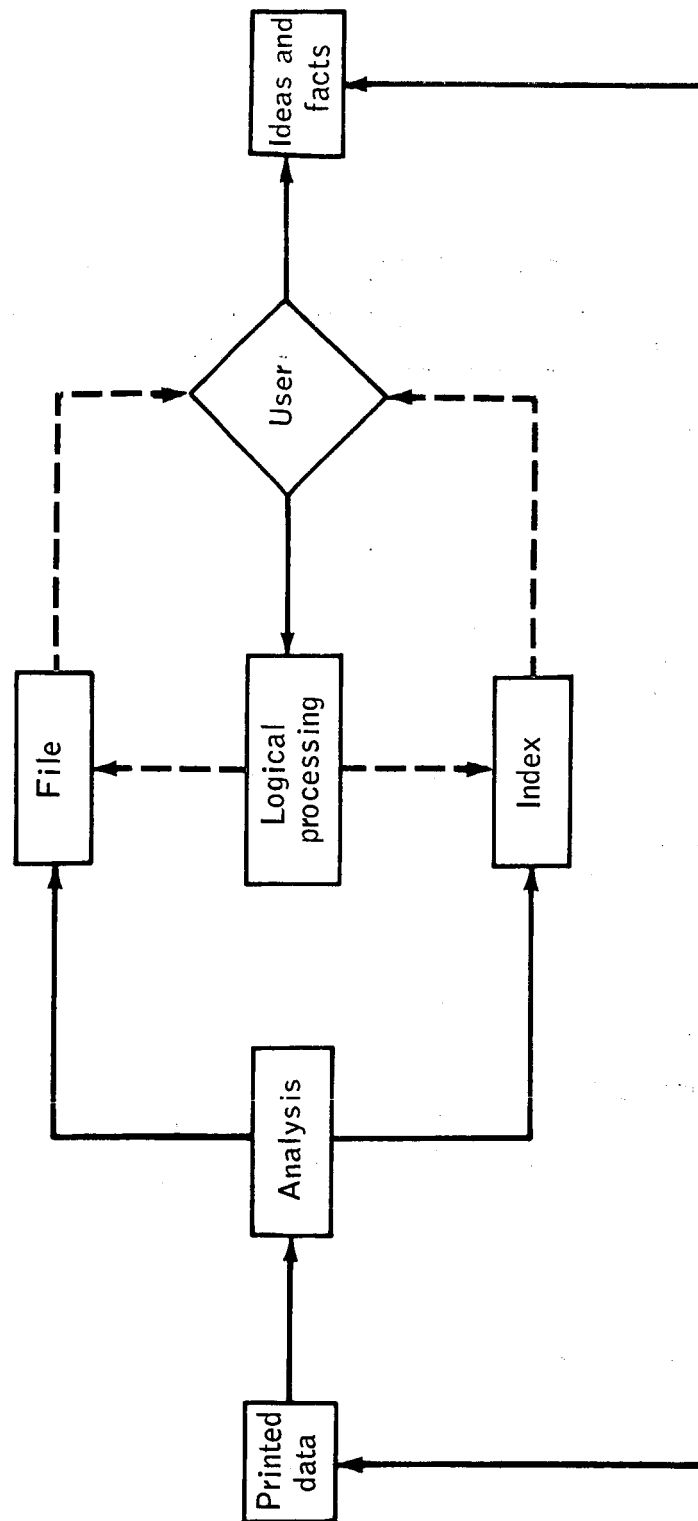 Printed
data
Analysis
File
Logical
processing
Index
User
Ideas and
facts